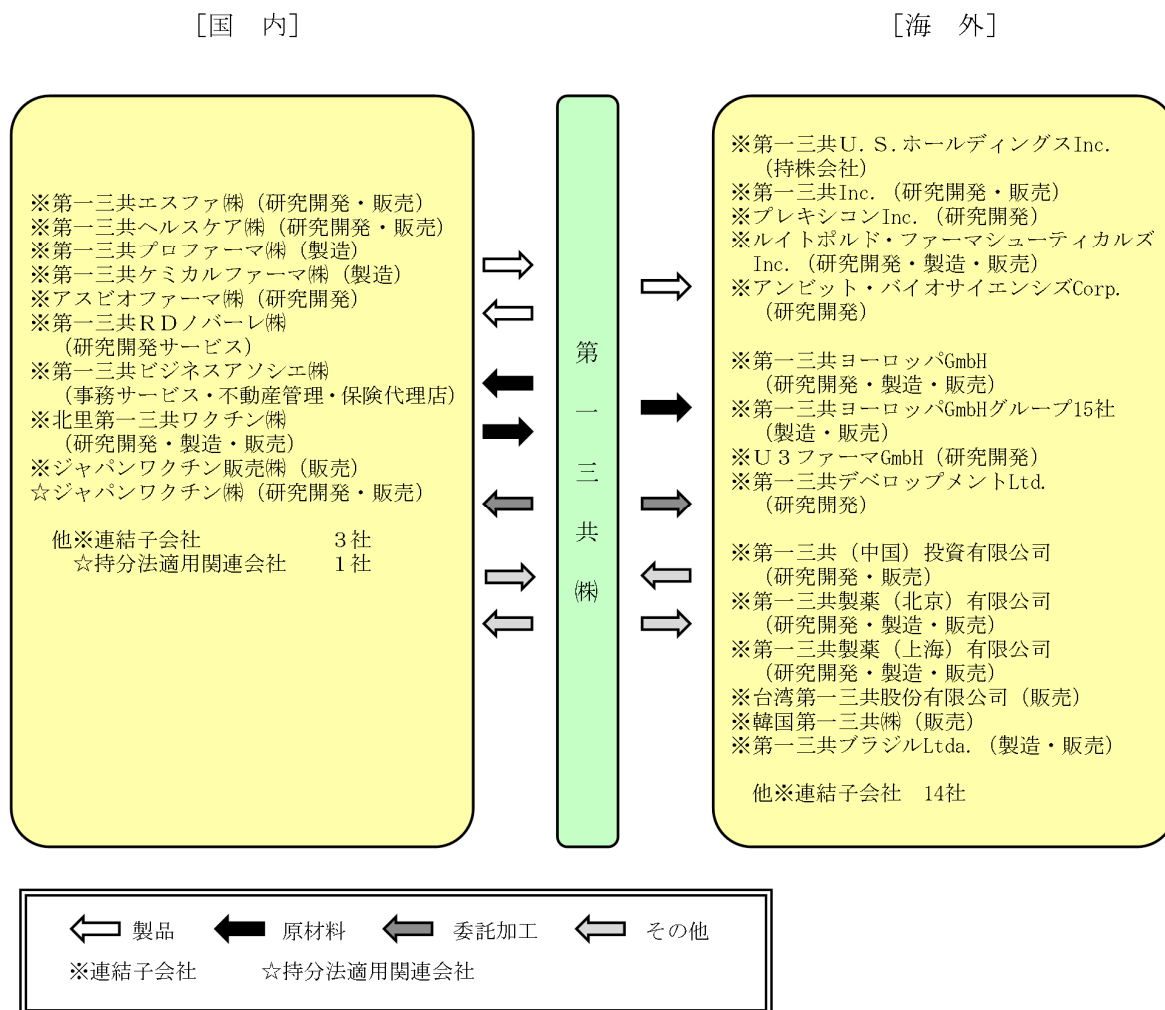 ［国　内］
［海　外］
※第一三共エスファ㈱（研究開発・販売）
※第一三共ヘルスケア㈱（研究開発・販売）
※第一三共プロファーマ㈱（製造）
※第一三共ケミカルファーマ㈱（製造）
※アスビオファーマ㈱（研究開発）
※第一三共ＲＤノバーレ㈱
（研究開発サービス）
※第一三共ビジネスアソシエ㈱
（事務サービス・不動産管理・保険代理店）
※北里第一三共ワクチン㈱
（研究開発・製造・販売）
※ジャパンワクチン販売㈱（販売）
☆ジャパンワクチン㈱（研究開発・販売）
他※連結子会社　　　　　３社
☆持分法適用関連会社　　１社
第一三共㈱
※第一三共Ｕ．Ｓ．ホールディングスInc.
（持株会社）
※第一三共Inc.（研究開発・販売）
※プレキシコンInc.（研究開発）
※ルイトポルド・ファーマシューティカルズ
Inc.（研究開発・製造・販売）
※アンビット・バイオサイエンシズCorp.
（研究開発）
※第一三共ヨーロッパGmbH
（研究開発・製造・販売）
※第一三共ヨーロッパGmbHグループ15社
（製造・販売）
※Ｕ３ファーマGmbH（研究開発）
※第一三共デベロップメントLtd.
（研究開発）
※第一三共（中国）投資有限公司
（研究開発・販売）
※第一三共製薬（北京）有限公司
（研究開発・製造・販売）
※第一三共製薬（上海）有限公司
（研究開発・製造・販売）
※台湾第一三共股份有限公司（販売）
※韓国第一三共㈱（販売）
※第一三共ブラジルLtda.（製造・販売）
他※連結子会社　14社
製品　原材料　委託加工　その他
※連結子会社　　☆持分法適用関連会社